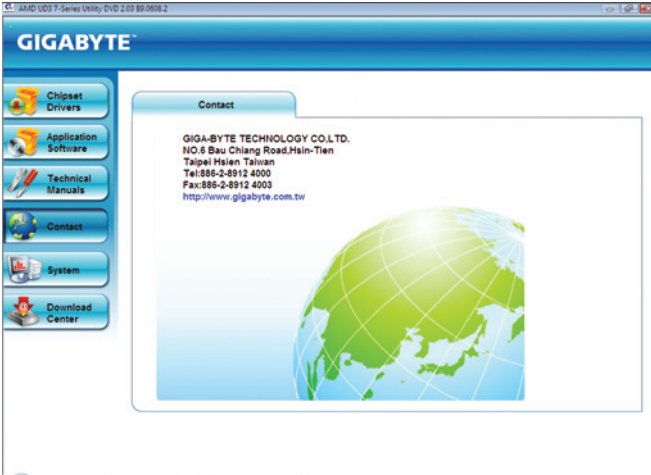 AMD UD3 7-Series Utility DVD 2.03 B9.0608.2
GIGABYTE™
Chipset
Drivers
Application
Software
Technical
Manuals
Contact
System
Download
Center
Contact
GIGA-BYTE TECHNOLOGY CO.LTD.
NO.6 Bau Chiang Road,Hsin-Tien
Taipei Hsien Taiwan
Tel:886-2-8912 4000
Fax:886-2-8912 4003
http://www.gigabyte.com.tw